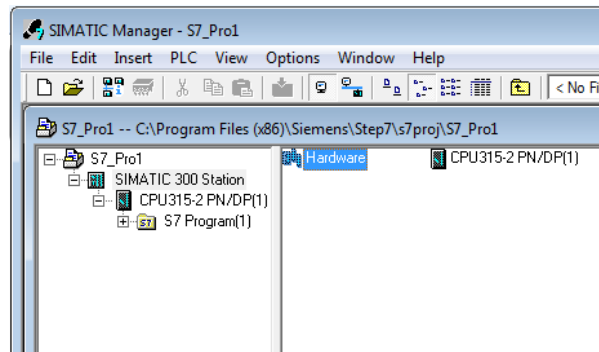 SIMATIC Manager - S7_Pro1
File Edit Insert PLC View Options Window Help
< No Fi
S7_Pro1 -- C:\Program Files (x86)\Siemens\Step7\s7proj\S7_Pro1
S7_Pro1
SIMATIC 300 Station
CPU315-2 PN/DP(1)
S7 Program(1)
Hardware CPU315-2 PN/DP(1)